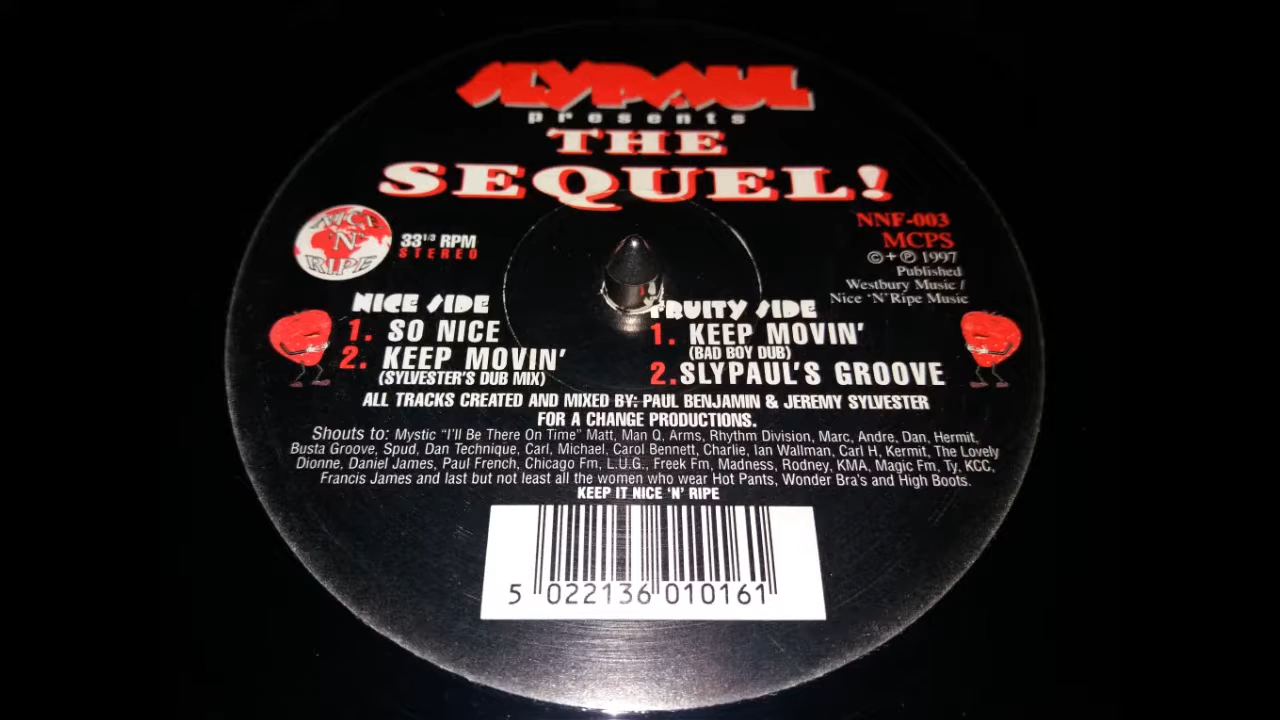 SLYPAUL
presents
THE
SEQUEL!
NICE
'N'
RIPE
33 1/3 RPM
STEREO
NNF-003
MCPS
©+℗ 1997
Published
Westbury Music /
Nice 'N' Ripe Music
NICE SIDE
1. SO NICE
2. KEEP MOVIN'
(SYLVESTER'S DUB MIX)
FRUITY SIDE
1. KEEP MOVIN'
(BAD BOY DUB)
2. SLYPAUL'S GROOVE
ALL TRACKS CREATED AND MIXED BY: PAUL BENJAMIN & JEREMY SYLVESTER
FOR A CHANGE PRODUCTIONS.
Shouts to: Mystic "I'll Be There On Time" Matt, Man Q, Arms, Rhythm Division, Marc, Andre, Dan, Hermit,
Busta Groove, Spud, Dan Technique, Carl, Michael, Carol Bennett, Charlie, Ian Wallman, Carl H, Kermit, The Lovely
Dionne, Daniel James, Paul French, Chicago Fm, L.U.G., Freek Fm, Madness, Rodney, KMA, Magic Fm, Ty, KCC,
Francis James and last but not least all the women who wear Hot Pants, Wonder Bra's and High Boots.
KEEP IT NICE 'N' RIPE
5 022136 010161